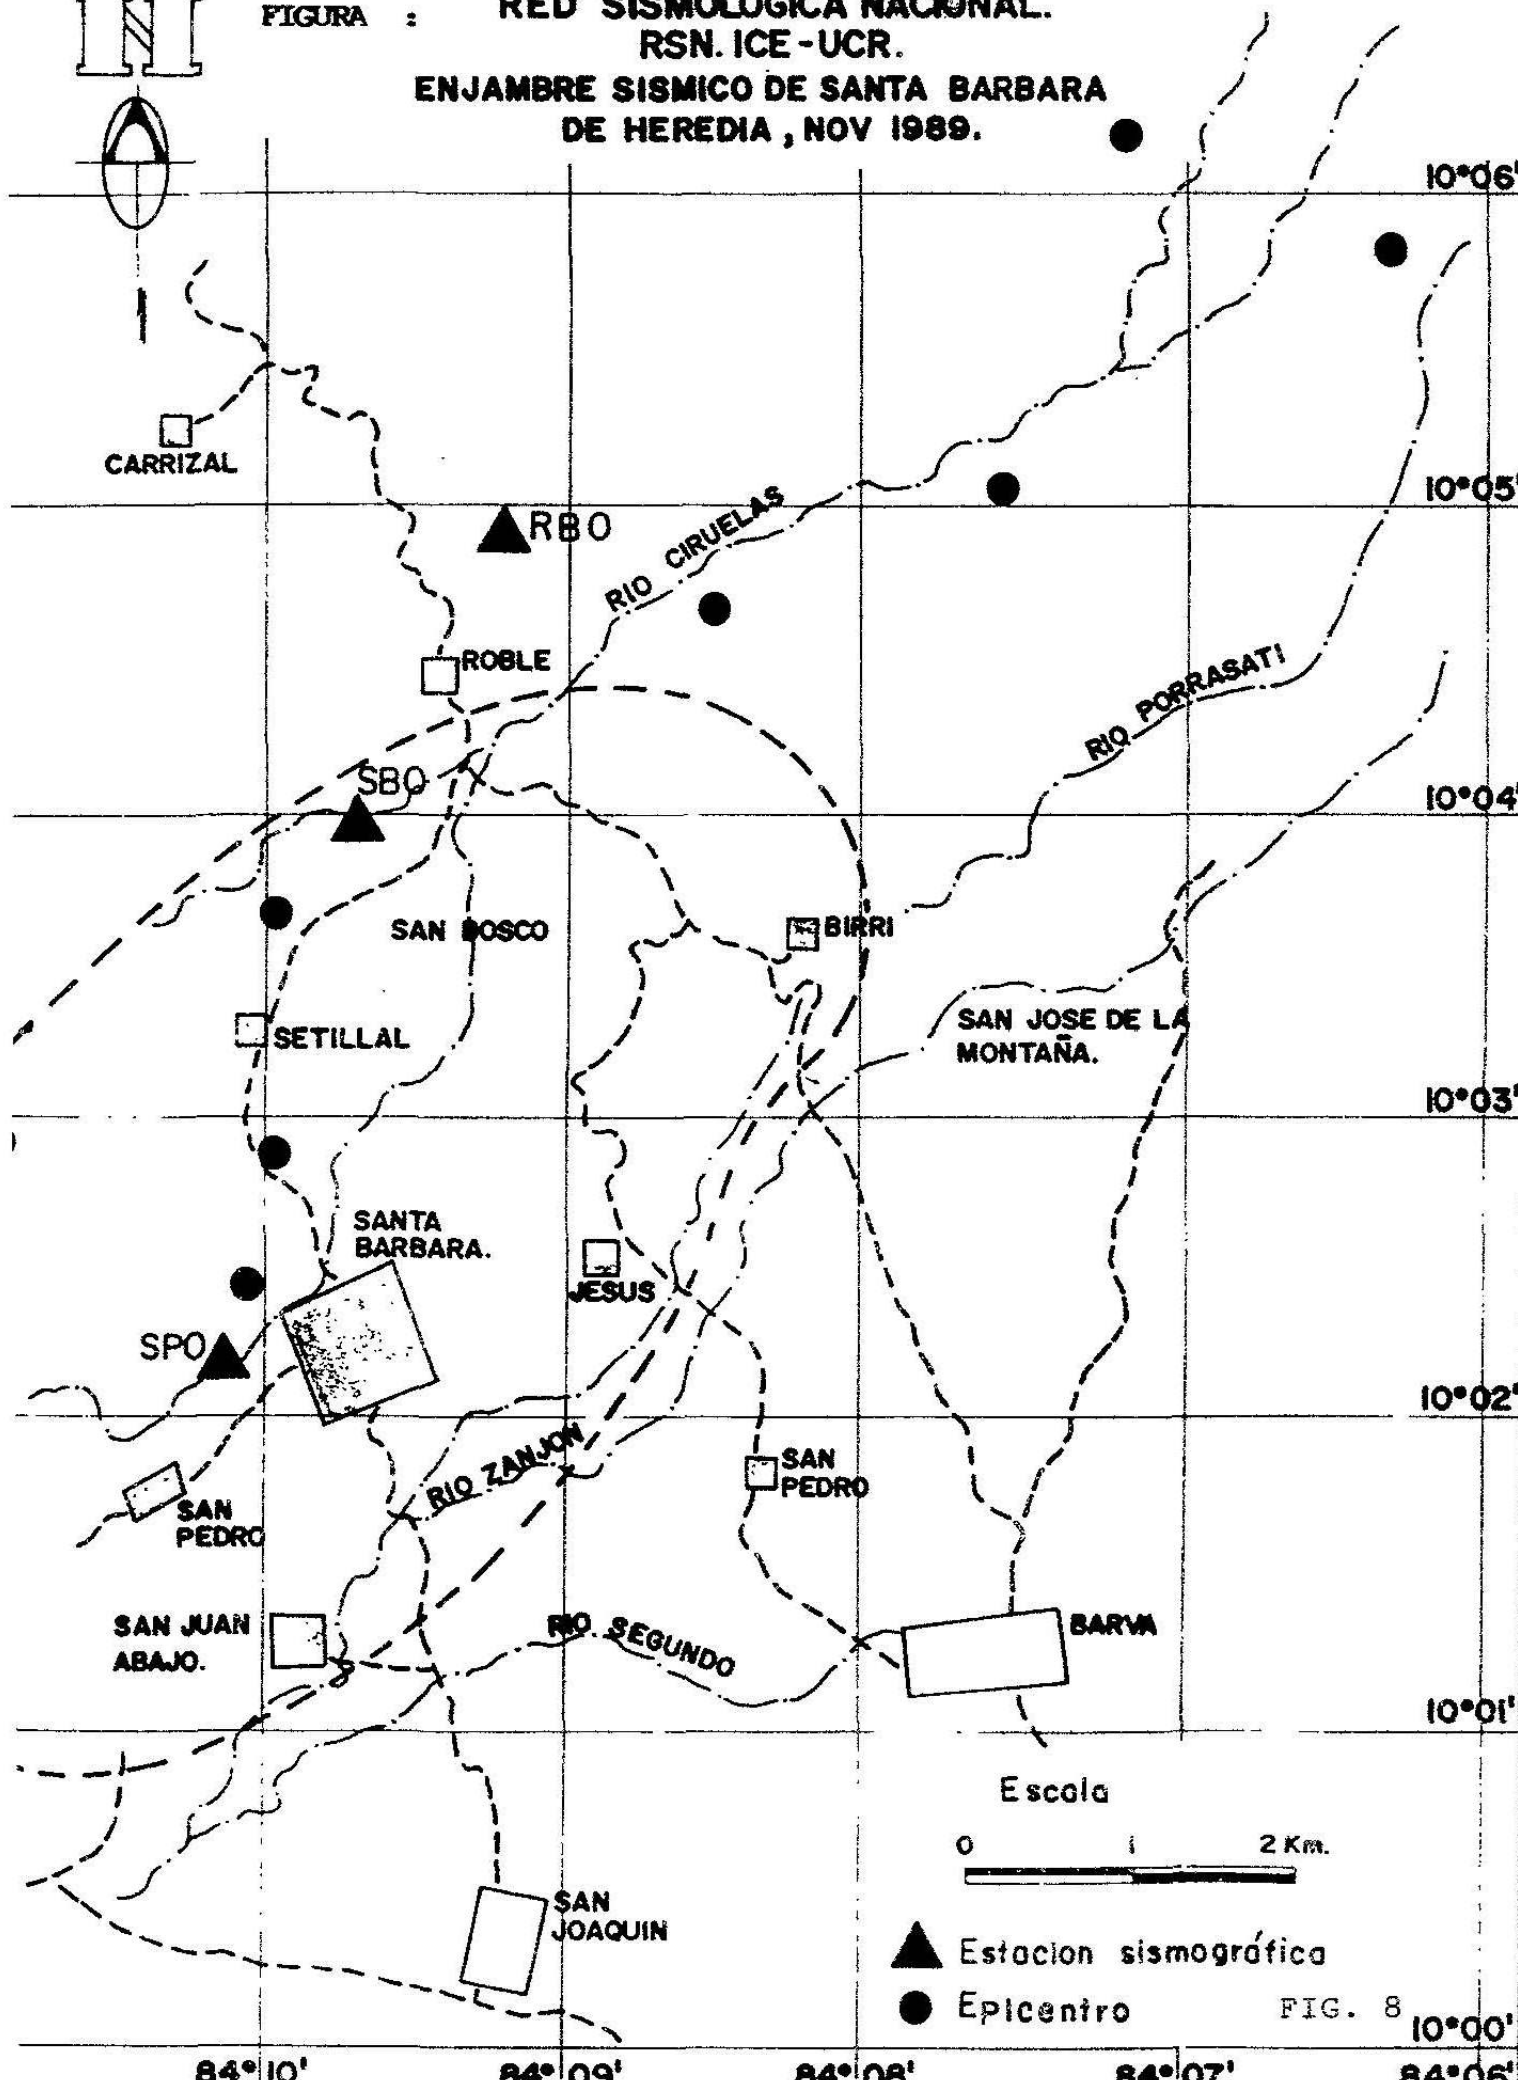 FIGURA :
RED SISMOLOGICA NACIONAL.
RSN. ICE-UCR.
ENJAMBRE SISMICO DE SANTA BARBARA
DE HEREDIA, NOV 1989.
10°06'
CARRIZAL
10°05'
RBO
RIO CIRUELAS
ROBLE
RIO PORRASATI
SBO
10°04'
SAN BOSCO
BIRRI
SETILLAL
SAN JOSE DE LA
MONTAÑA.
10°03'
SANTA
BARBARA.
JESUS
SPO
10°02'
RIO ZANJON
SAN
PEDRO
SAN
PEDRO
SAN JUAN
ABAJO.
RIO SEGUNDO
BARVA
10°01'
Escala
0 1 2 Km.
SAN
JOAQUIN
Estacion sismográfica
Epicentro
FIG. 8
10°00'
84°10' 84°09' 84°08' 84°07' 84°06'